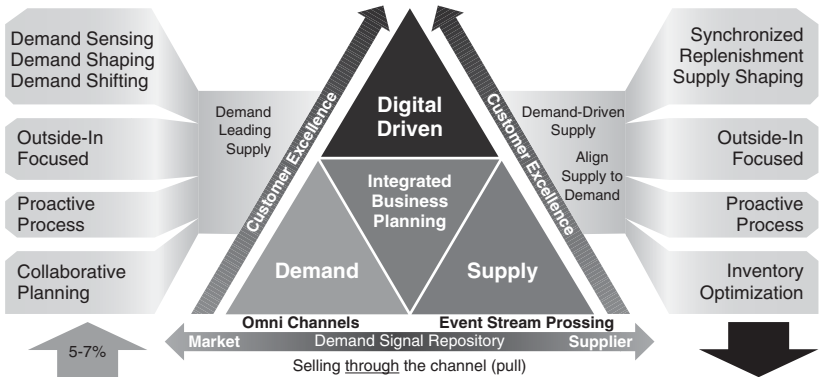 Demand Sensing
Demand Shaping
Demand Shifting
Outside-In
Focused
Proactive
Process
Collaborative
Planning
5-7%
Demand
Leading
Supply
Customer Excellence
Digital
Driven
Integrated
Business
Planning
Demand
Supply
Customer Excellence
Demand-Driven
Supply
Align
Supply to
Demand
Synchronized
Replenishment
Supply Shaping
Outside-In
Focused
Proactive
Process
Inventory
Optimization
Omni Channels
Event Stream Prossing
Market
Demand Signal Repository
Supplier
Selling through the channel (pull)